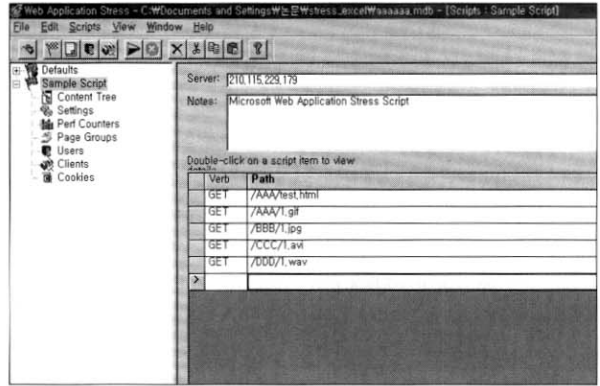 Web Application Stress - C:₩Documents and Settings₩논문₩stress_excel₩aaaaaa.mdb - [Scripts : Sample Script]
File Edit Scripts View Window Help
Defaults
Sample Script
Content Tree
Settings
Perf Counters
Page Groups
Users
Clients
Cookies
Server: 210,115,229,179
Notes: Microsoft Web Application Stress Script
Double-click on a script item to view
details
Verb Path
GET /AAA/test.html
GET /AAA/1.gif
GET /BBB/1.jpg
GET /CCC/1.avi
GET /DDD/1.wav